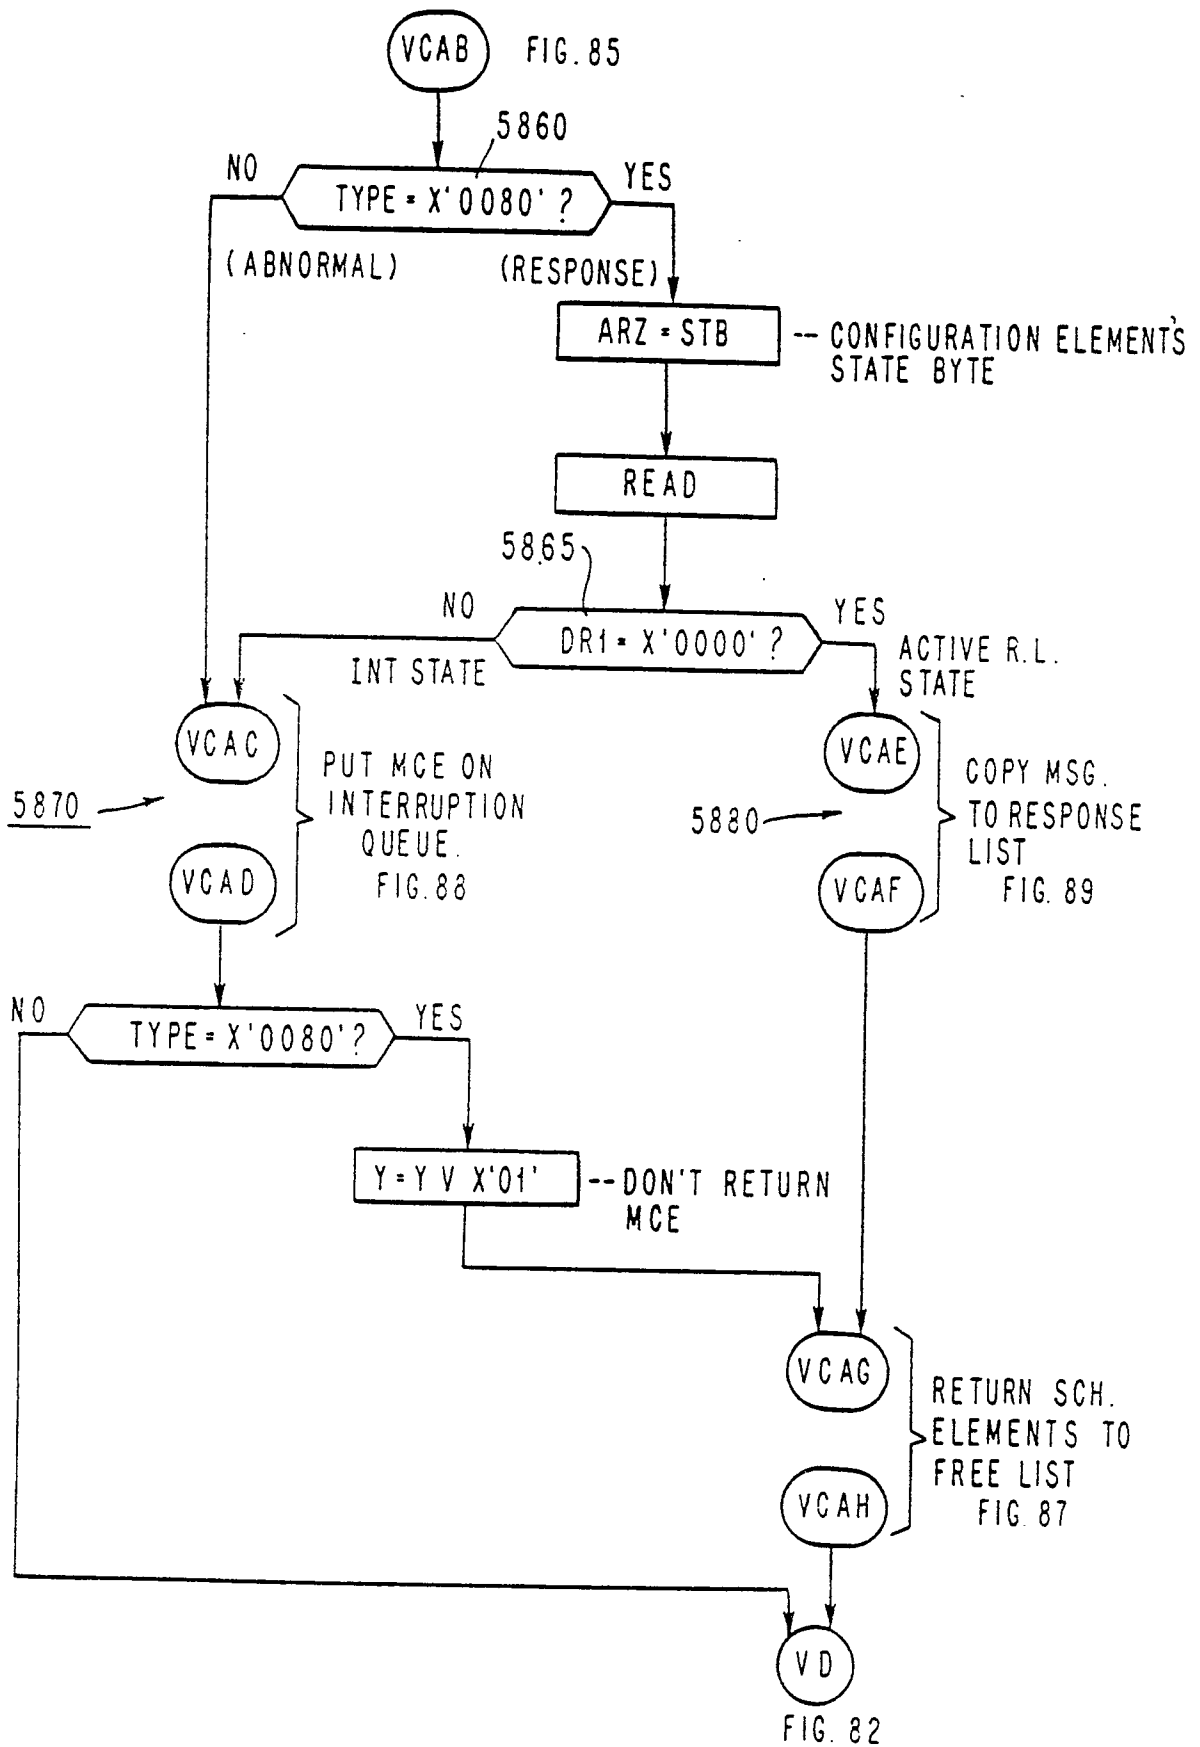 VCAB FIG. 85
5860
NO
TYPE = X'0080' ?
YES
(ABNORMAL)
(RESPONSE)
ARZ = STB
-- CONFIGURATION ELEMENT'S
STATE BYTE
READ
5865
NO
DR1 = X'0000' ?
YES
INT STATE
ACTIVE R.L.
STATE
VCAC
PUT MCE ON
INTERRUPTION
QUEUE.
FIG. 88
5870
VCAD
VCAE
COPY MSG.
TO RESPONSE
LIST
FIG. 89
5880
VCAF
NO
TYPE = X'0080' ?
YES
Y = Y V X'01'
-- DON'T RETURN
MCE
VCAG
RETURN SCH.
ELEMENTS TO
FREE LIST
FIG. 87
VCAH
VD
FIG. 82